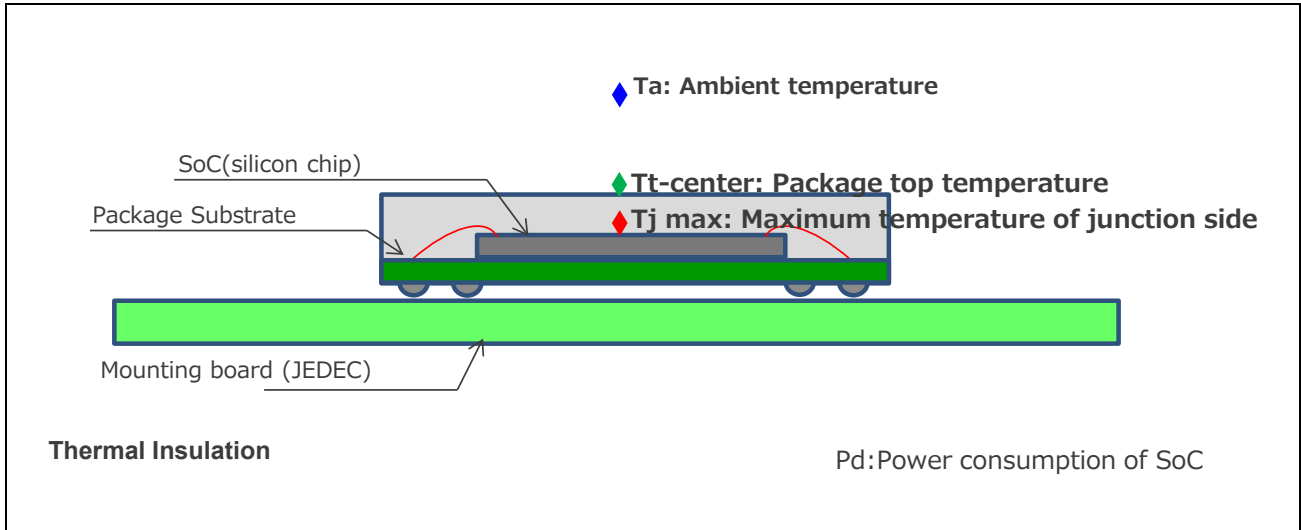 Ta: Ambient temperature
SoC(silicon chip)
Tt-center: Package top temperature
Package Substrate
Tj max: Maximum temperature of junction side
Mounting board (JEDEC)
Thermal Insulation
Pd:Power consumption of SoC